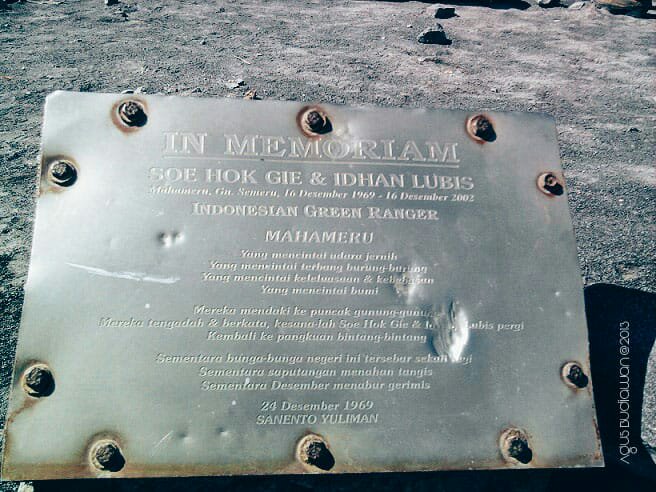 IN MEMORIAM
SOE HOK GIE & IDHAN LUBIS
Mahameru, Gn. Semeru, 16 Desember 1969 - 16 Desember 2002
INDONESIAN GREEN RANGER
MAHAMERU
Yang mencintai udara jernih
Yang mencintai terbang burung-burung
Yang mencintai keleluasaan & kebebasan
Yang mencintai bumi
Mereka mendaki ke puncak gunung-gunung
Mereka tengadah & berkata, kesana-lah Soe Hok Gie & Lubis pergi
Kembali ke pangkuan bintang-bintang
Sementara bunga-bunga negeri ini tersebar sekali lagi
Sementara saputangan menahan tangis
Sementara Desember menabur gerimis
24 Desember 1969
SANENTO YULIMAN
Agus Budiawan © 2013